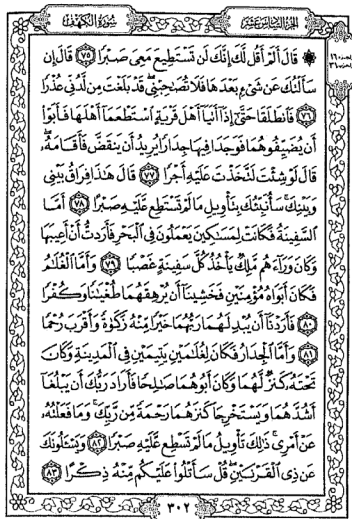 الجزء السادس عشر
سورة الكهف
۞ قَالَ أَلَمْ أَقُل لَّكَ إِنَّكَ لَن تَسْتَطِيعَ مَعِيَ صَبْرًا ٧٥ قَالَ إِن
سَأَلْتُكَ عَن شَيْءٍ بَعْدَهَا فَلَا تُصَاحِبْنِي قَدْ بَلَغْتَ مِن لَّدُنِّي عُذْرًا
٧٦ فَانطَلَقَا حَتَّىٰ إِذَا أَتَيَا أَهْلَ قَرْيَةٍ اسْتَطْعَمَا أَهْلَهَا فَأَبَوْا
أَن يُضَيِّفُوهُمَا فَوَجَدَا فِيهَا جِدَارًا يُرِيدُ أَن يَنقَضَّ فَأَقَامَهُ
قَالَ لَوْ شِئْتَ لَتَّخَذْتَ عَلَيْهِ أَجْرًا ٧٧ قَالَ هَٰذَا فِرَاقُ بَيْنِي
وَبَيْنِكَ سَأُنَبِّئُكَ بِتَأْوِيلِ مَا لَمْ تَسْتَطِع عَّلَيْهِ صَبْرًا ٧٨ أَمَّا
السَّفِينَةُ فَكَانَتْ لِمَسَاكِينَ يَعْمَلُونَ فِي الْبَحْرِ فَأَرَدتُّ أَنْ أَعِيبَهَا
وَكَانَ وَرَاءَهُم مَّلِكٌ يَأْخُذُ كُلَّ سَفِينَةٍ غَصْبًا ٧٩ وَأَمَّا الْغُلَامُ
فَكَانَ أَبَوَاهُ مُؤْمِنَيْنِ فَخَشِينَا أَن يُرْهِقَهُمَا طُغْيَانًا وَكُفْرًا
٨٠ فَأَرَدْنَا أَن يُبْدِلَهُمَا رَبُّهُمَا خَيْرًا مِّنْهُ زَكَاةً وَأَقْرَبَ رُحْمًا
٨١ وَأَمَّا الْجِدَارُ فَكَانَ لِغُلَامَيْنِ يَتِيمَيْنِ فِي الْمَدِينَةِ وَكَانَ
تَحْتَهُ كَنزٌ لَّهُمَا وَكَانَ أَبُوهُمَا صَالِحًا فَأَرَادَ رَبُّكَ أَن يَبْلُغَا
أَشُدَّهُمَا وَيَسْتَخْرِجَا كَنزَهُمَا رَحْمَةً مِّن رَّبِّكَ وَمَا فَعَلْتُهُ
عَنْ أَمْرِي ذَٰلِكَ تَأْوِيلُ مَا لَمْ تَسْطِع عَّلَيْهِ صَبْرًا ٨٢ وَيَسْأَلُونَكَ
عَن ذِي الْقَرْنَيْنِ قُلْ سَأَتْلُو عَلَيْكُم مِّنْهُ ذِكْرًا ٨٣
٣٠٢